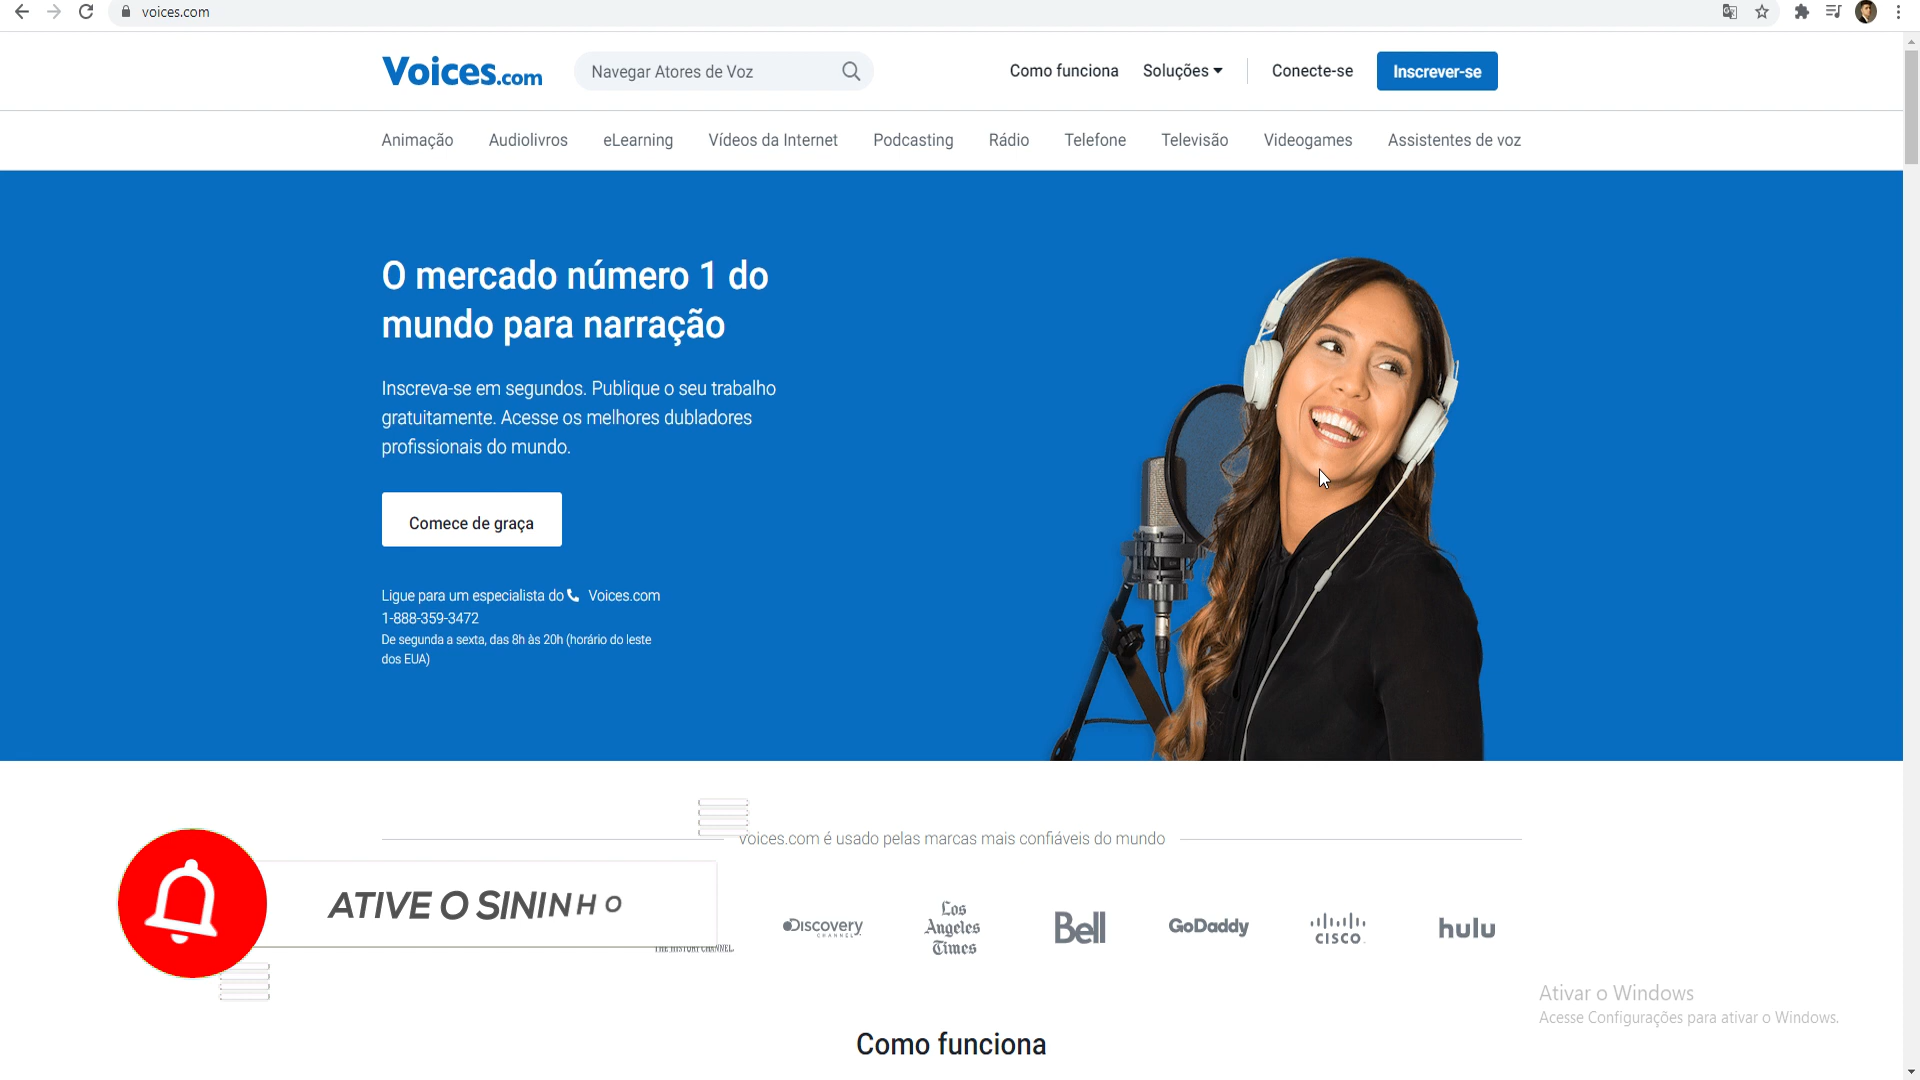 voices.com
Voices.com
Navegar Atores de Voz
Como funciona
Soluções
Conecte-se
Inscrever-se
Animação
Audiolivros
eLearning
Vídeos da Internet
Podcasting
Rádio
Telefone
Televisão
Videogames
Assistentes de voz
O mercado número 1 do
mundo para narração
Inscreva-se em segundos. Publique o seu trabalho
gratuitamente. Acesse os melhores dubladores
profissionais do mundo.
Comece de graça
Ligue para um especialista do Voices.com
1-888-359-3472
De segunda a sexta, das 8h às 20h (horário do leste
dos EUA)
Voices.com é usado pelas marcas mais confiáveis do mundo
ATIVE O SININHO
THE HISTORY CHANNEL.
Discovery
CHANNEL
Los
Angeles
Times
Bell
GoDaddy
CISCO
hulu
Ativar o Windows
Acesse Configurações para ativar o Windows.
Como funciona